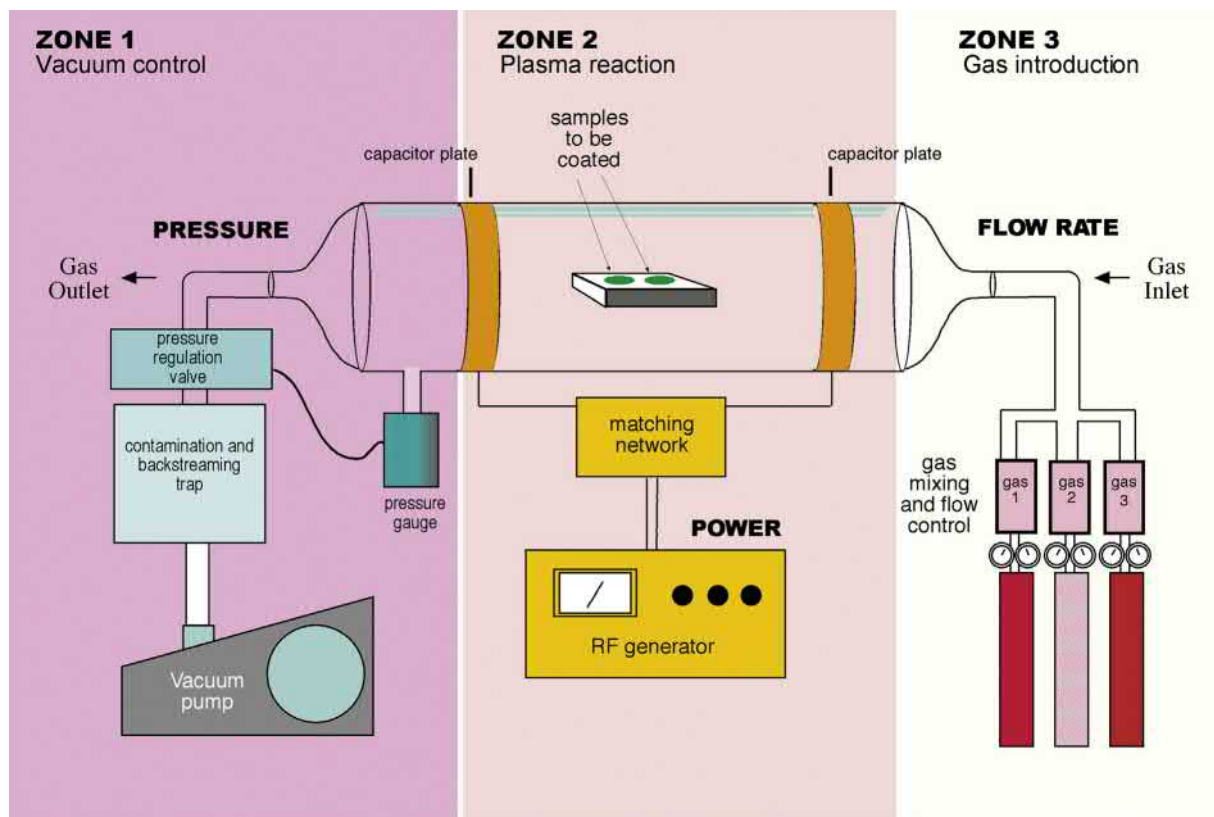 ZONE 1
Vacuum control
ZONE 2
Plasma reaction
ZONE 3
Gas introduction
samples
to be
coated
capacitor plate
capacitor plate
PRESSURE
FLOW RATE
Gas
Outlet
Gas
Inlet
pressure
regulation
valve
contamination and
backstreaming
trap
pressure
gauge
matching
network
gas
mixing
and flow
control
gas
1
gas
2
gas
3
POWER
RF generator
Vacuum
pump